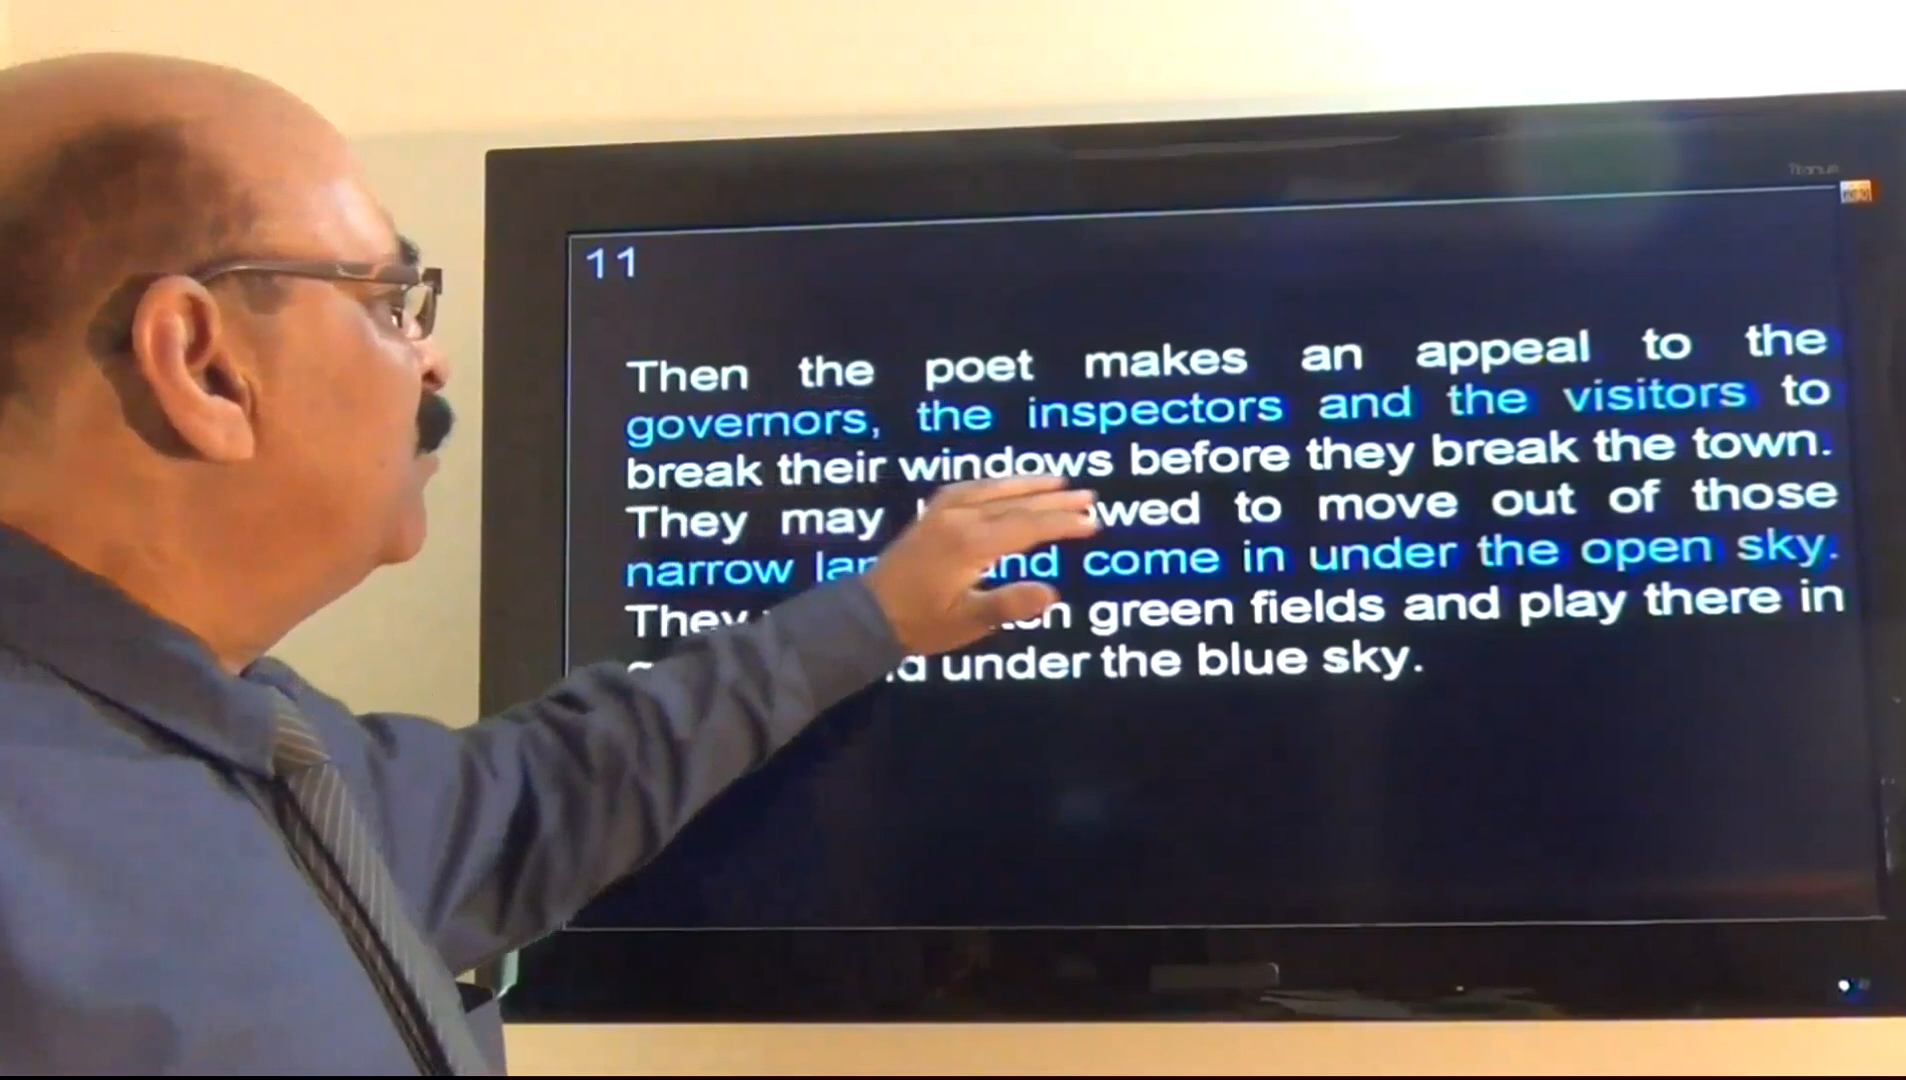 Titanium
11
Then the poet makes an appeal to the
governors, the inspectors and the visitors to
break their windows before they break the town.
They may to move out of those
narrow and come in under the open sky.
They green fields and play there in
under the blue sky.